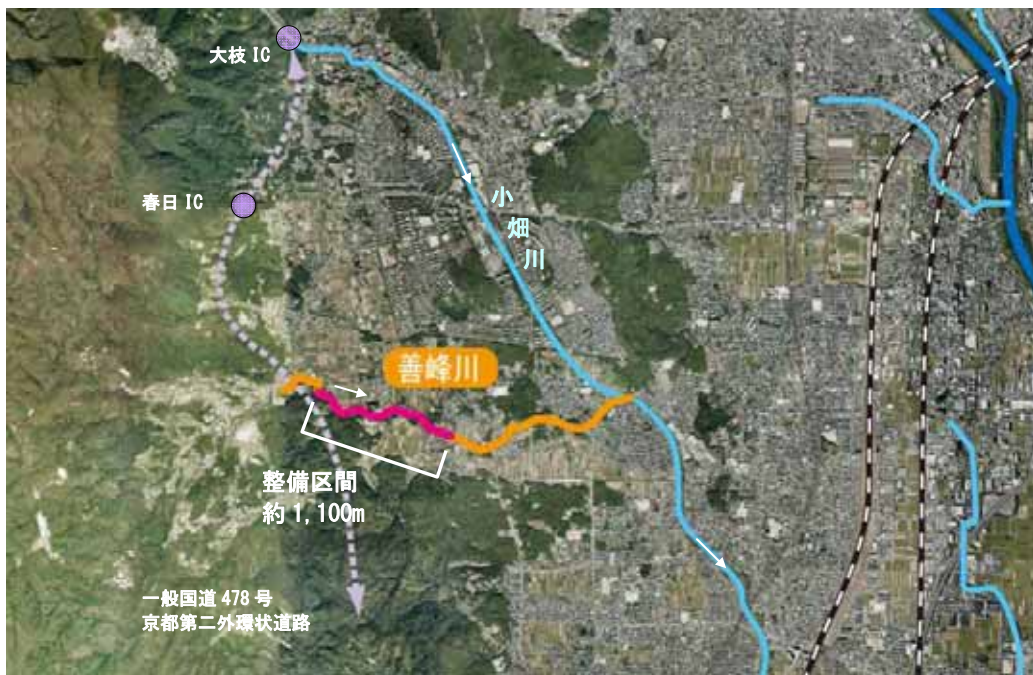 大枝 IC
春日 IC
小畑川
善峰川
整備区間
約 1,100m
一般国道 478 号
京都第二外環状道路